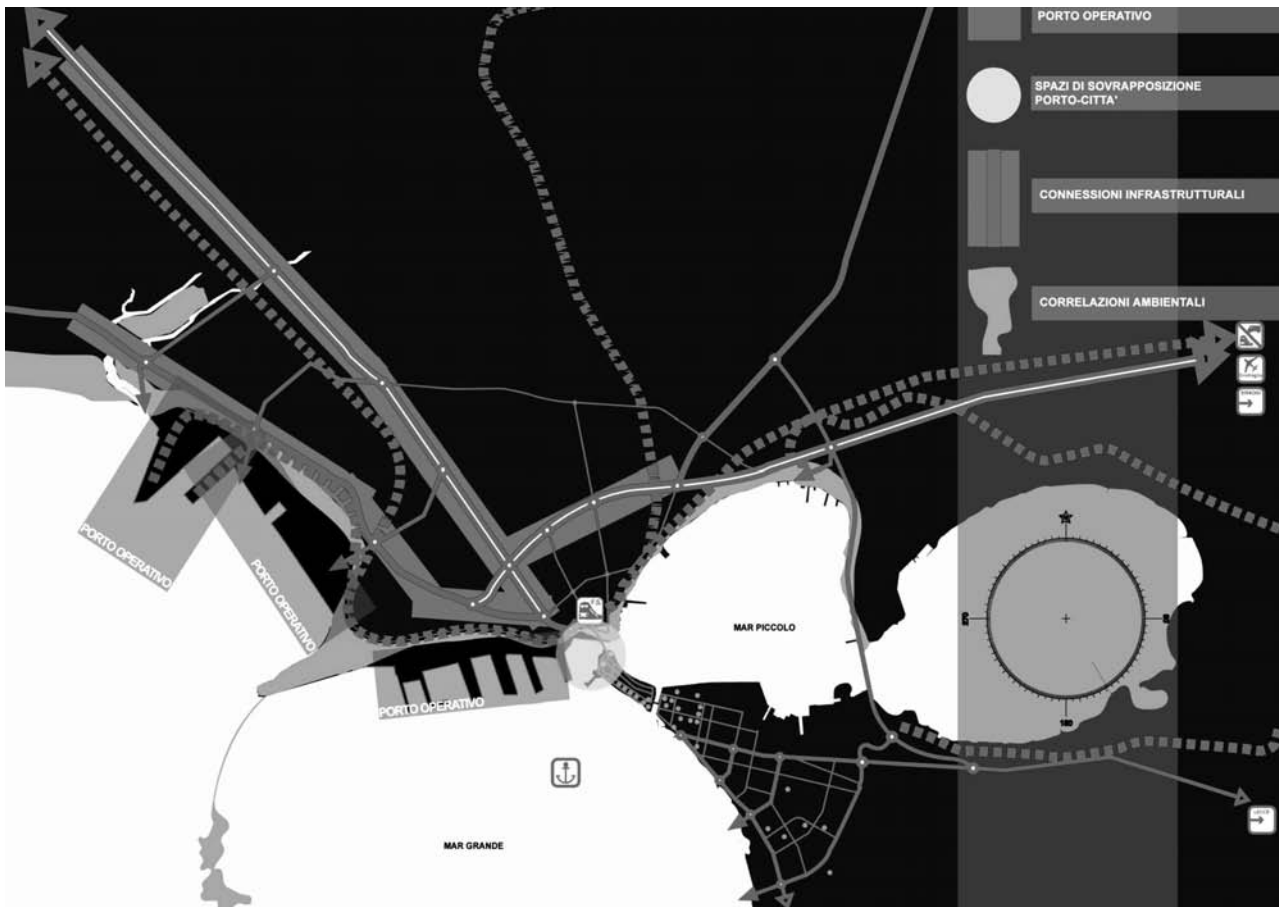 PORTO OPERATIVO
SPAZI DI SOVRAPPOSIZIONE
PORTO-CITTA'
CONNESSIONI INFRASTRUTTURALI
CORRELAZIONI AMBIENTALI
PORTO OPERATIVO
PORTO OPERATIVO
PORTO OPERATIVO
MAR PICCOLO
MAR GRANDE
180